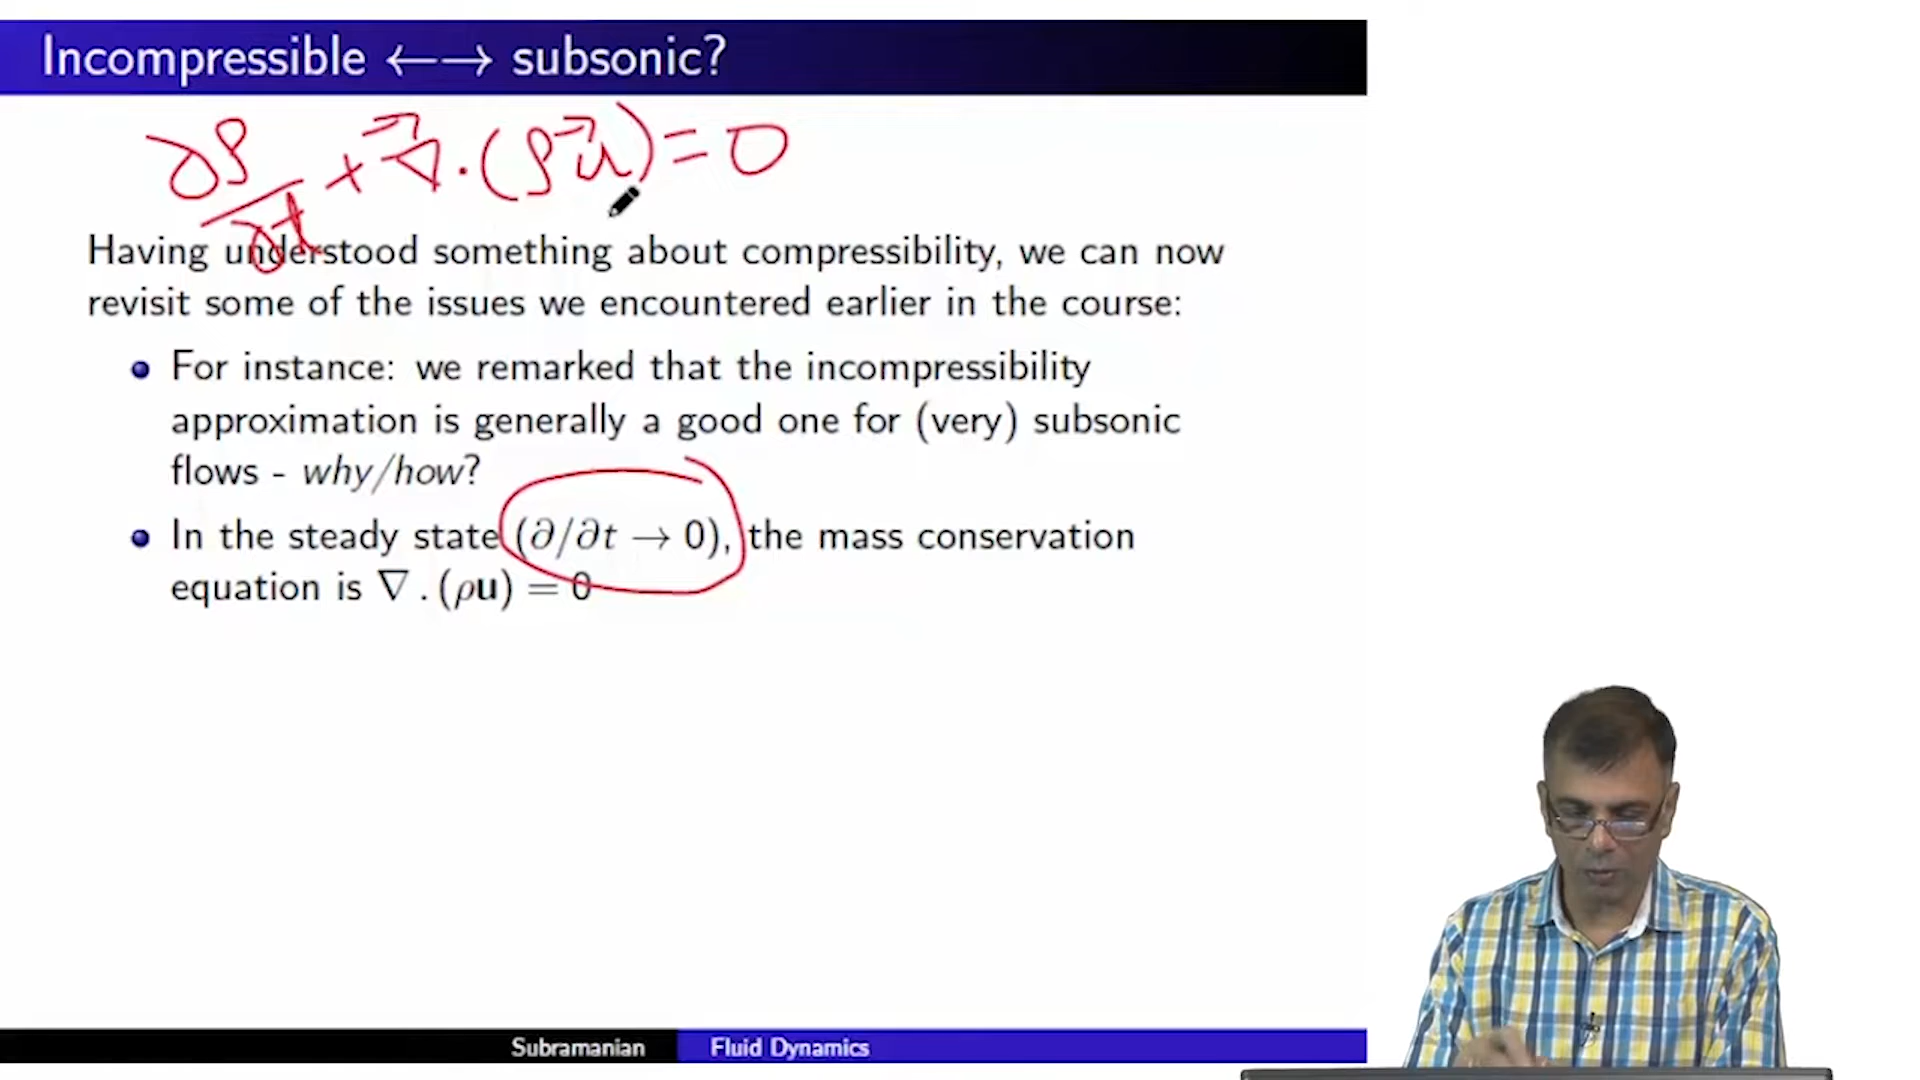 Incompressible ←→ subsonic?
∂ρ/∂t + ∇⃗ · (ρu⃗) = 0
Having understood something about compressibility, we can now
revisit some of the issues we encountered earlier in the course:
For instance: we remarked that the incompressibility
approximation is generally a good one for (very) subsonic
flows - why/how?
In the steady state (∂/∂t → 0), the mass conservation
equation is ∇ . (ρu) = 0
Subramanian Fluid Dynamics